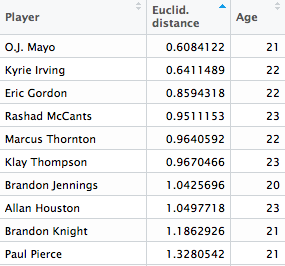 Player Euclid. distance Age
O.J. Mayo 0.6084122 21
Kyrie Irving 0.6411489 22
Eric Gordon 0.8594318 22
Rashad McCants 0.9511153 23
Marcus Thornton 0.9640592 22
Klay Thompson 0.9670466 23
Brandon Jennings 1.0425696 20
Allan Houston 1.0497718 23
Brandon Knight 1.1862926 21
Paul Pierce 1.3280542 21